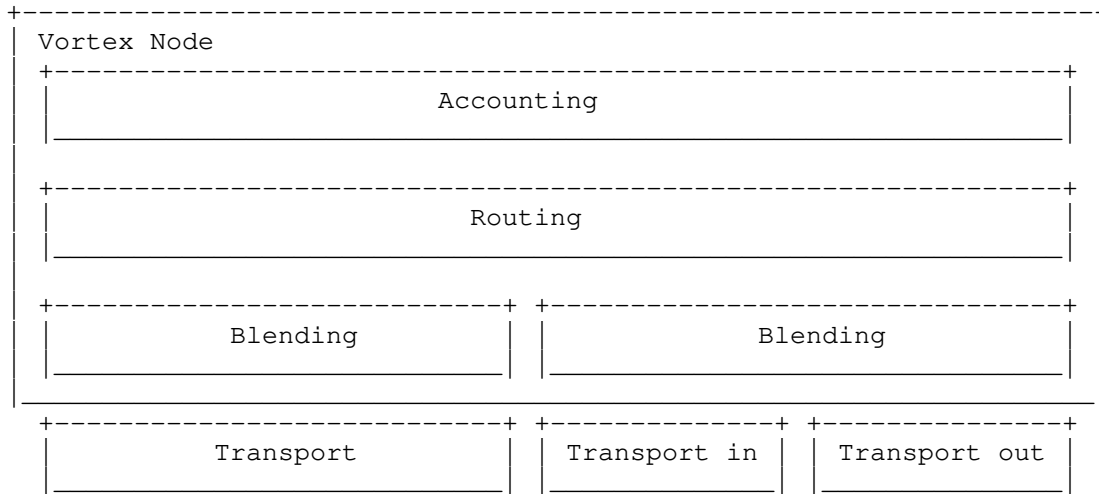 Vortex Node
Accounting
Routing
Blending Blending
Transport Transport in Transport out